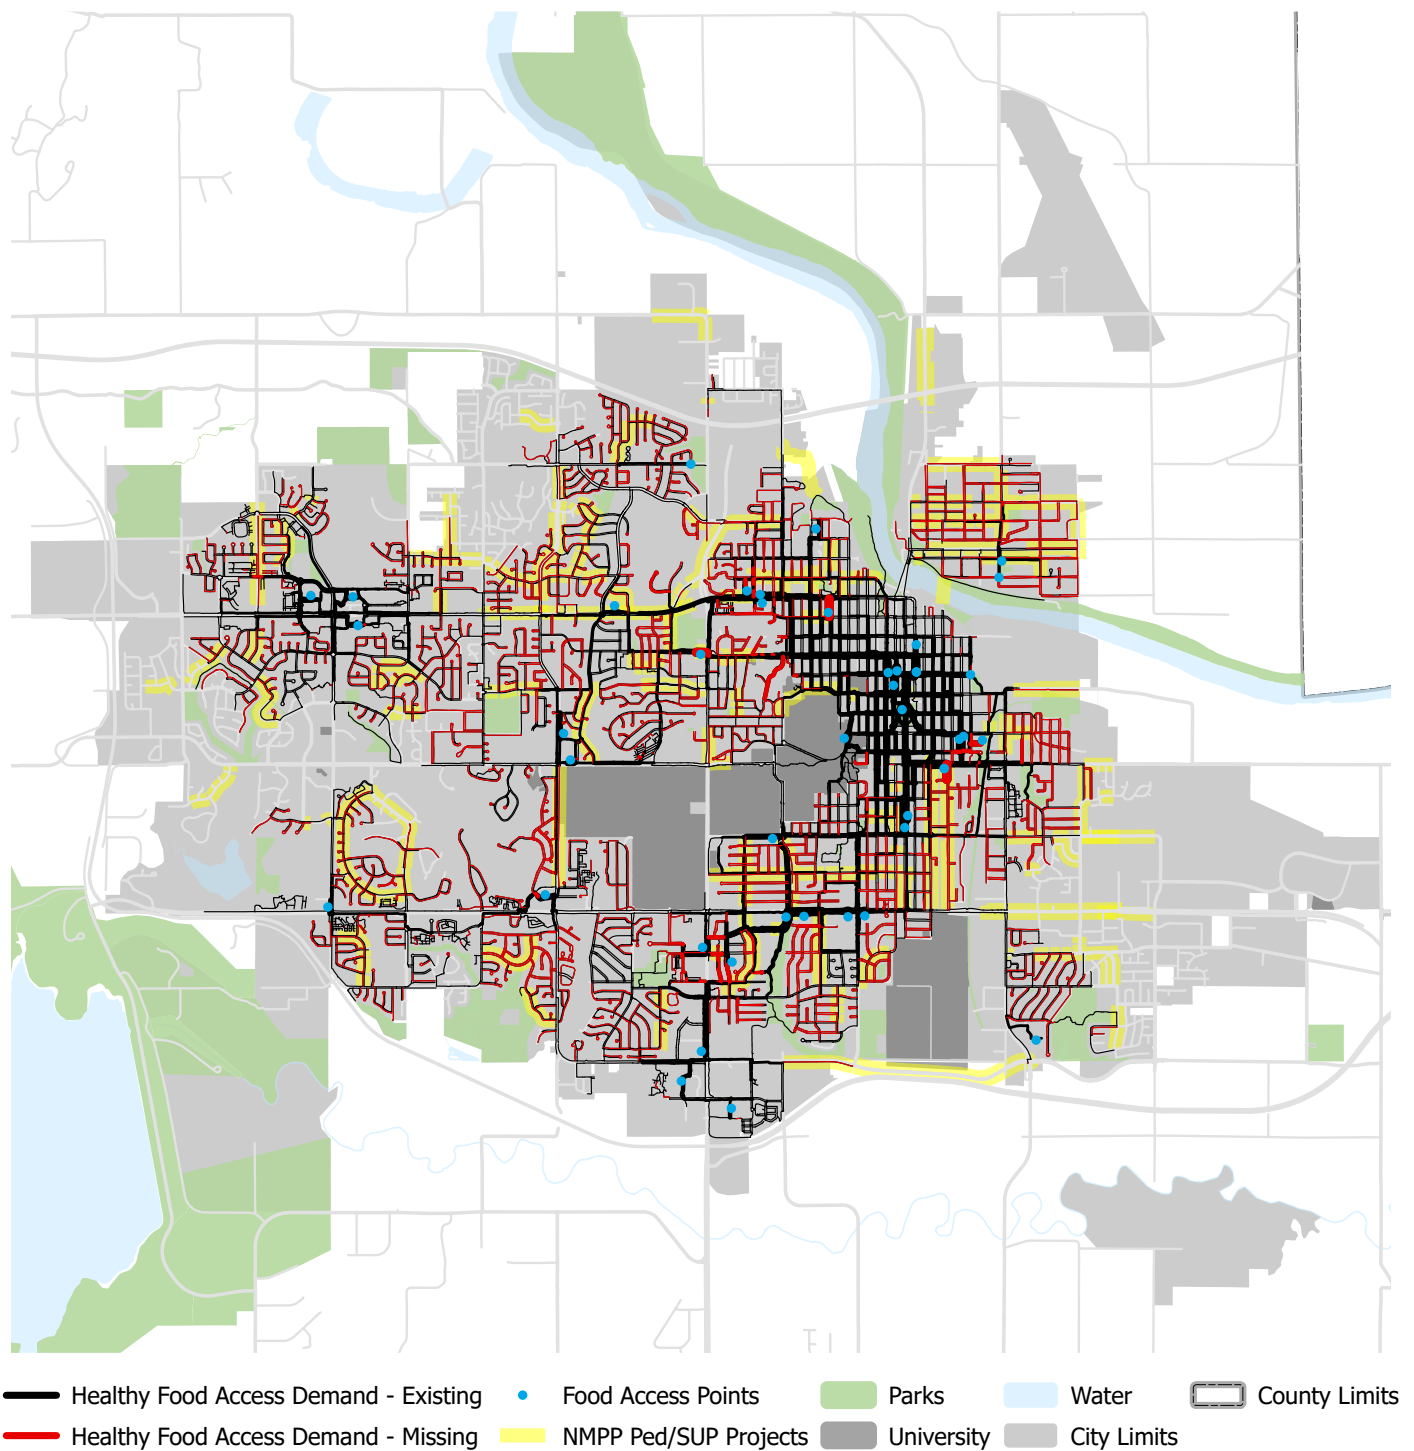 Healthy Food Access Demand - Existing Food Access Points Parks Water County Limits
Healthy Food Access Demand - Missing NMPP Ped/SUP Projects University City Limits